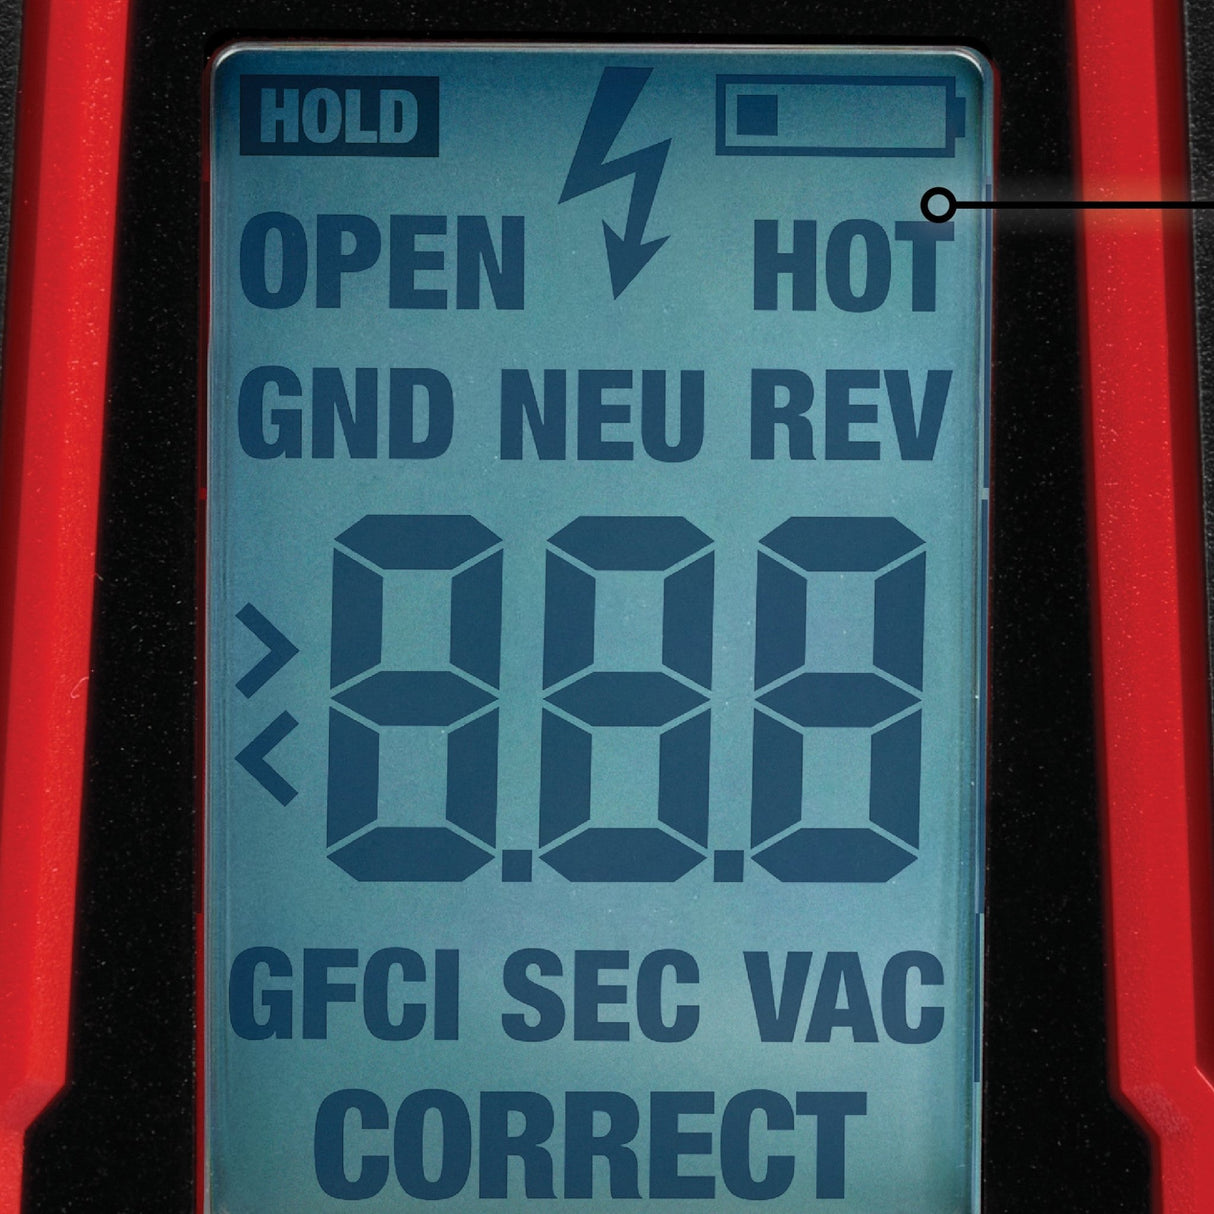 HOLD
OPEN HOT
GND NEU REV
> 8.8.8
<
GFCI SEC VAC
CORRECT